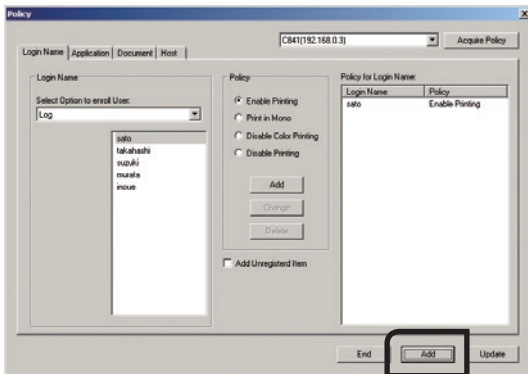 Policy
C841(192.168.0.3)
Acquire Policy
Login Name
Application
Document
Host
Login Name
Select Option to enroll User:
Log
sato
takahashi
suzuki
murata
inoue
Policy
Enable Printing
Print in Mono
Disable Color Printing
Disable Printing
Add
Change
Delete
Add Unregisterd Item
Policy for Login Name:
Login Name Policy
sato Enable Printing
End
Add
Update